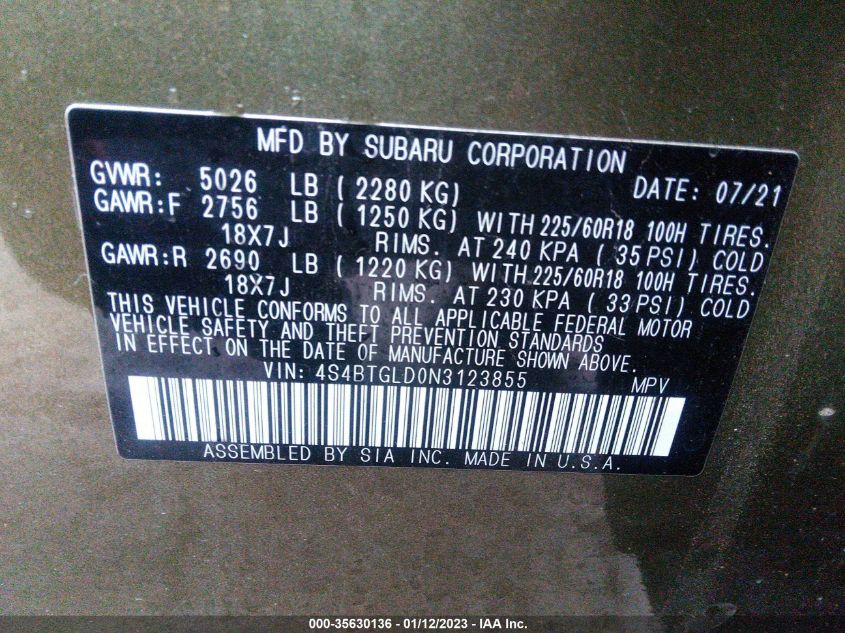 MFD BY SUBARU CORPORATION
GVWR: 5026 LB ( 2280 KG) DATE: 07/21
GAWR:F 2756 LB ( 1250 KG) WITH 225/60R18 100H TIRES.
18X7J RIMS. AT 240 KPA ( 35 PSI) COLD
GAWR:R 2690 LB ( 1220 KG) WITH 225/60R18 100H TIRES.
18X7J RIMS. AT 230 KPA ( 33 PSI) COLD
THIS VEHICLE CONFORMS TO ALL APPLICABLE FEDERAL MOTOR
VEHICLE SAFETY AND THEFT PREVENTION STANDARDS
IN EFFECT ON THE DATE OF MANUFACTURE SHOWN ABOVE.
VIN: 4S4BTGLD0N3123855 MPV
ASSEMBLED BY SIA INC. MADE IN U.S.A.
000-35630136 - 01/12/2023 - IAA Inc.